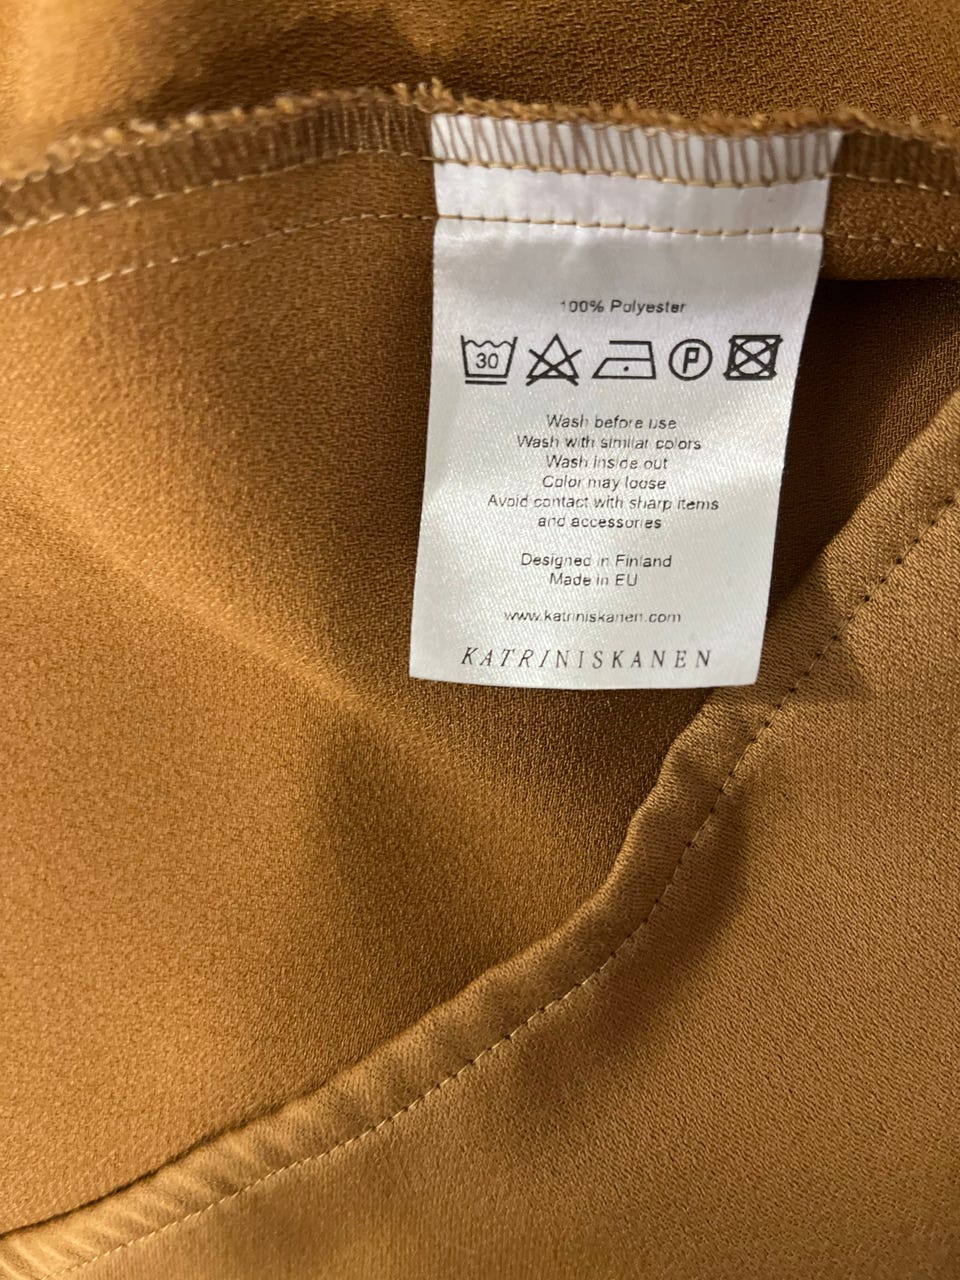 100% Polyester
30 P
Wash before use
Wash with similar colors
Wash inside out
Color may loose
Avoid contact with sharp items
and accessories
Designed in Finland
Made in EU
www.katriniskanen.com
KATRINISKANEN